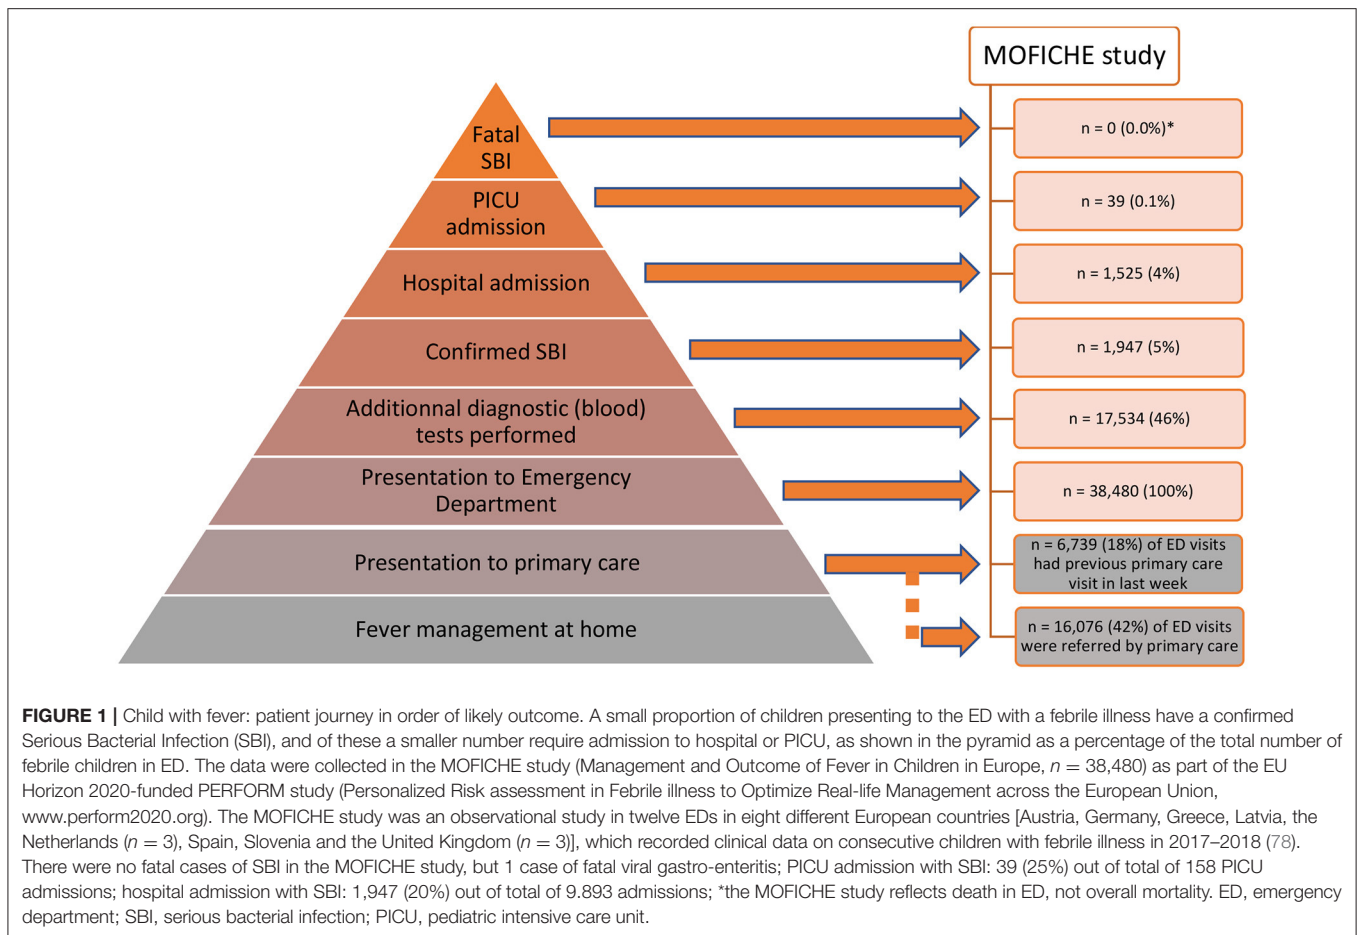 MOFICHE study
Fatal
SBI
n = 0 (0.0%)*
PICU
admission
n = 39 (0.1%)
Hospital admission
n = 1,525 (4%)
Confirmed SBI
n = 1,947 (5%)
Additionnal diagnostic (blood)
tests performed
n = 17,534 (46%)
Presentation to Emergency
Department
n = 38,480 (100%)
Presentation to primary care
n = 6,739 (18%) of ED visits
had previous primary care
visit in last week
Fever management at home
n = 16,076 (42%) of ED visits
were referred by primary care
FIGURE 1 | Child with fever: patient journey in order of likely outcome. A small proportion of children presenting to the ED with a febrile illness have a confirmed
Serious Bacterial Infection (SBI), and of these a smaller number require admission to hospital or PICU, as shown in the pyramid as a percentage of the total number of
febrile children in ED. The data were collected in the MOFICHE study (Management and Outcome of Fever in Children in Europe, n = 38,480) as part of the EU
Horizon 2020-funded PERFORM study (Personalized Risk assessment in Febrile illness to Optimize Real-life Management across the European Union,
www.perform2020.org). The MOFICHE study was an observational study in twelve EDs in eight different European countries [Austria, Germany, Greece, Latvia, the
Netherlands (n = 3), Spain, Slovenia and the United Kingdom (n = 3)], which recorded clinical data on consecutive children with febrile illness in 2017–2018 (78).
There were no fatal cases of SBI in the MOFICHE study, but 1 case of fatal viral gastro-enteritis; PICU admission with SBI: 39 (25%) out of total of 158 PICU
admissions; hospital admission with SBI: 1,947 (20%) out of total of 9.893 admissions; *the MOFICHE study reflects death in ED, not overall mortality. ED, emergency
department; SBI, serious bacterial infection; PICU, pediatric intensive care unit.